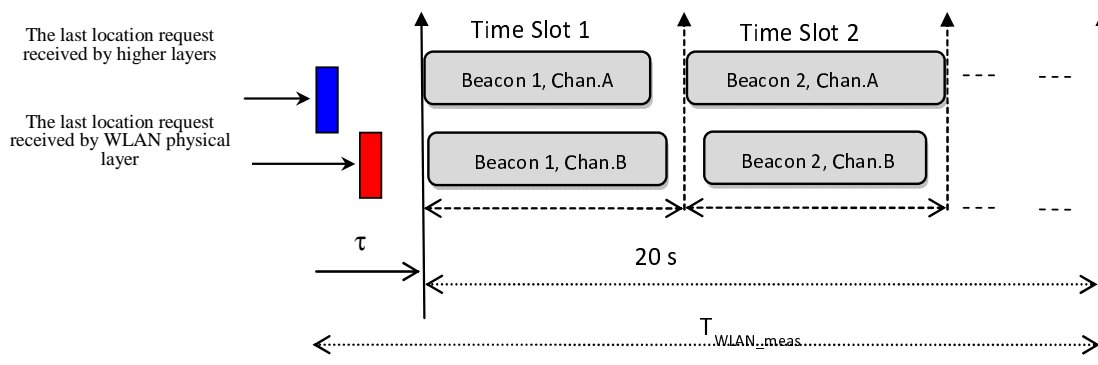 The last location request
received by higher layers
The last location request
received by WLAN physical
layer
Time Slot 1
Time Slot 2
Beacon 1, Chan.A
Beacon 2, Chan.A
Beacon 1, Chan.B
Beacon 2, Chan.B
τ
20 s
T_WLAN_meas